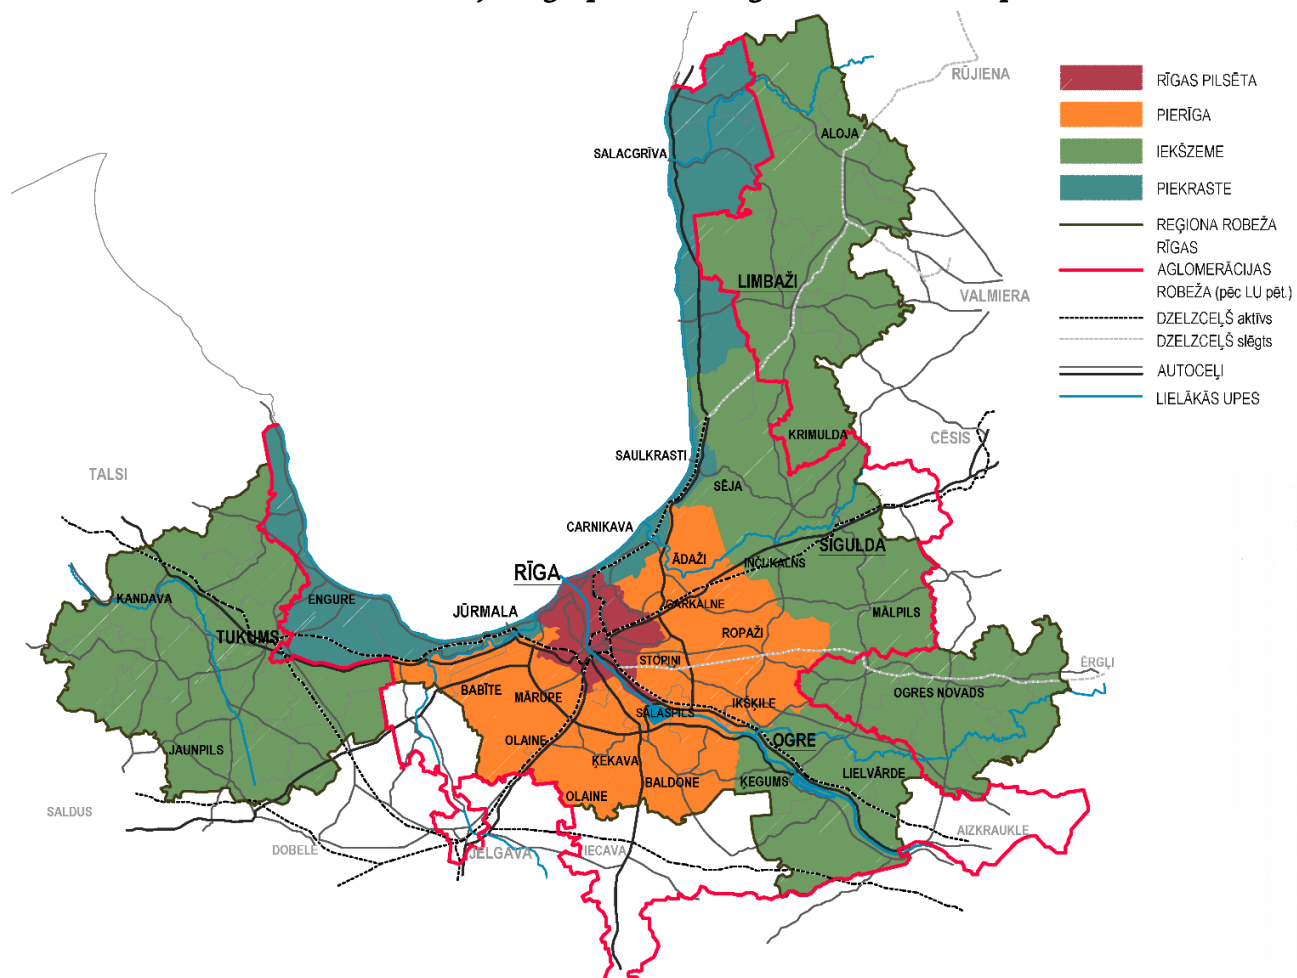 RŪJIENA
ALOJA
SALACGRĪVA
LIMBAŽI
VALMIERA
KRIMULDA
CĒSIS
SAULKRASTI
SĒJA
TALSI
CARNIKAVA
ĀDAŽI
SIGULDA
INČUKALNS
RĪGA
GARKALNE
KANDAVA
ENGURE
JŪRMALA
MĀLPILS
TUKUMS
ROPAŽI
STOPIŅI
ĒRGĻI
BABĪTE
MĀRUPE
OGRES NOVADS
IKŠĶILE
SALASPILS
JAUNPILS
OLAINE
OGRE
ĶEKAVA
LIELVĀRDE
BALDONE
ĶEGUMS
OLAINE
SALDUS
AIZKRAUKLE
DOBELE
JELGAVA
IECAVA
RĪGAS PILSĒTA
PIERĪGA
IEKŠZEME
PIEKRASTE
REĢIONA ROBEŽA
RĪGAS
AGLOMERĀCIJAS
ROBEŽA (pēc LU pēt.)
DZELZCEĻŠ aktīvs
DZELZCEĻŠ slēgts
AUTOCEĻI
LIELĀKĀS UPES